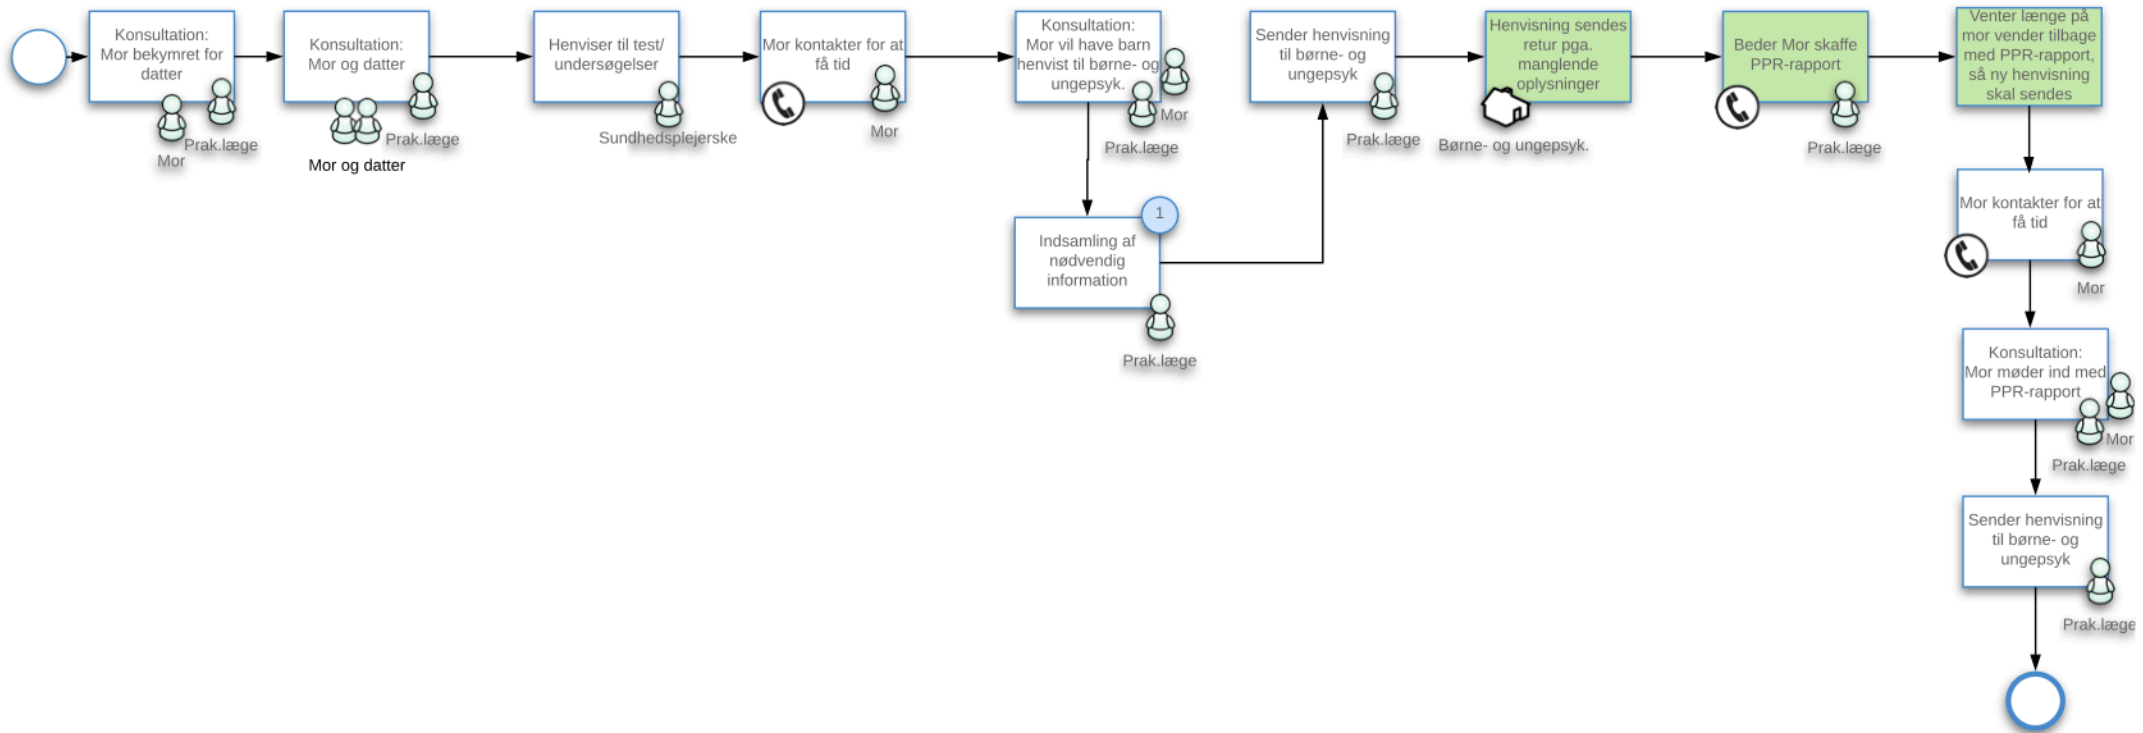 Konsultation:
Mor bekymret for
datter
Mor
Prak.læge
Konsultation:
Mor og datter
Prak.læge
Mor og datter
Henviser til test/
undersøgelser
Sundhedsplejerske
Mor kontakter for at
få tid
Mor
Konsultation:
Mor vil have barn
henvist til børne- og
ungepsyk.
Mor
Prak.læge
1
Indsamling af
nødvendig
information
Prak.læge
Sender henvisning
til børne- og
ungepsyk
Prak.læge
Henvisning sendes
retur pga.
manglende
oplysninger
Børne- og ungepsyk.
Beder Mor skaffe
PPR-rapport
Prak.læge
Venter længe på
mor vender tilbage
med PPR-rapport,
så ny henvisning
skal sendes
Mor kontakter for at
få tid
Mor
Konsultation:
Mor møder ind med
PPR-rapport
Mor
Prak.læge
Sender henvisning
til børne- og
ungepsyk
Prak.læge